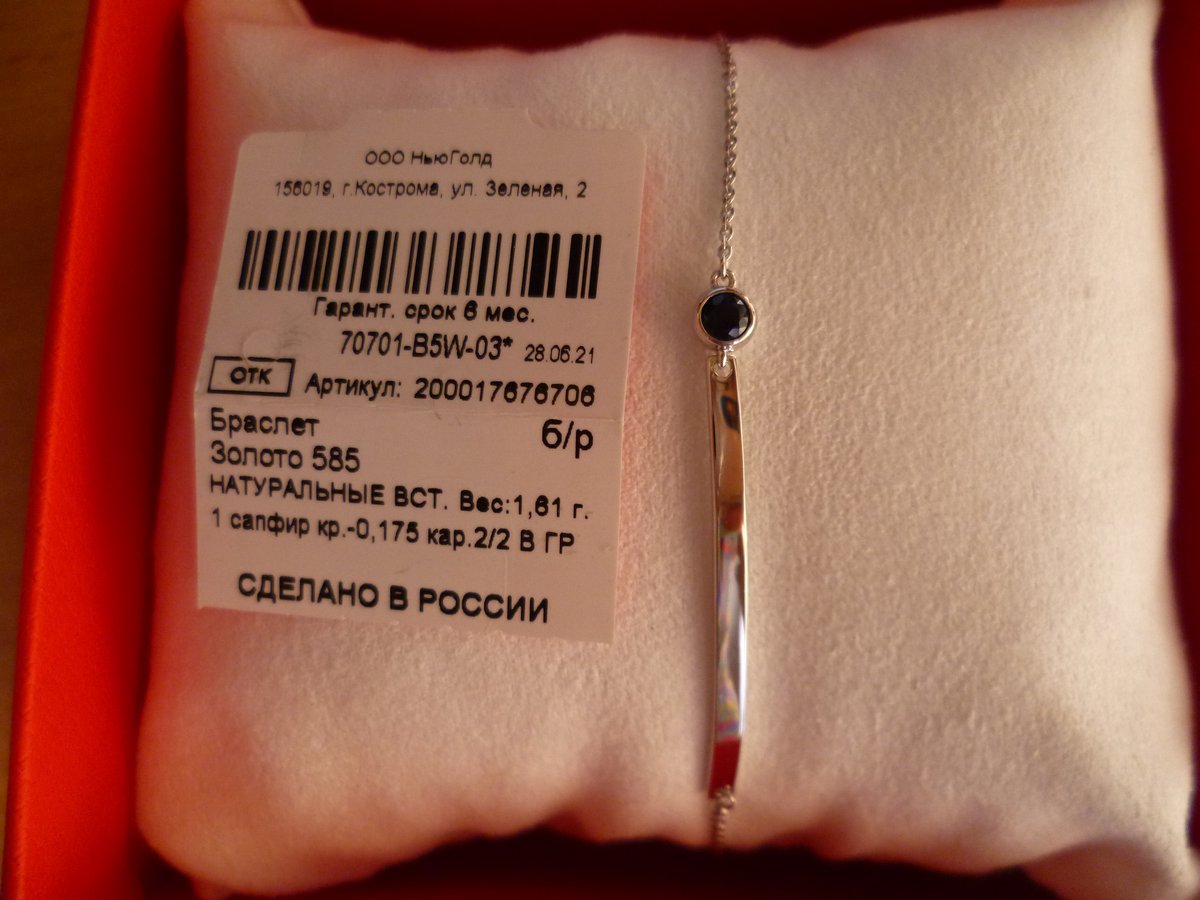 ООО НьюГолд
156019, г.Кострома, ул. Зеленая, 2
Гарант. срок 6 мес.
70701-B5W-03* 28.06.21
ОТК Артикул: 200017676706
Браслет б/р
Золото 585
НАТУРАЛЬНЫЕ ВСТ. Вес:1,61 г.
1 сапфир кр.-0,175 кар.2/2 В ГР
СДЕЛАНО В РОССИИ